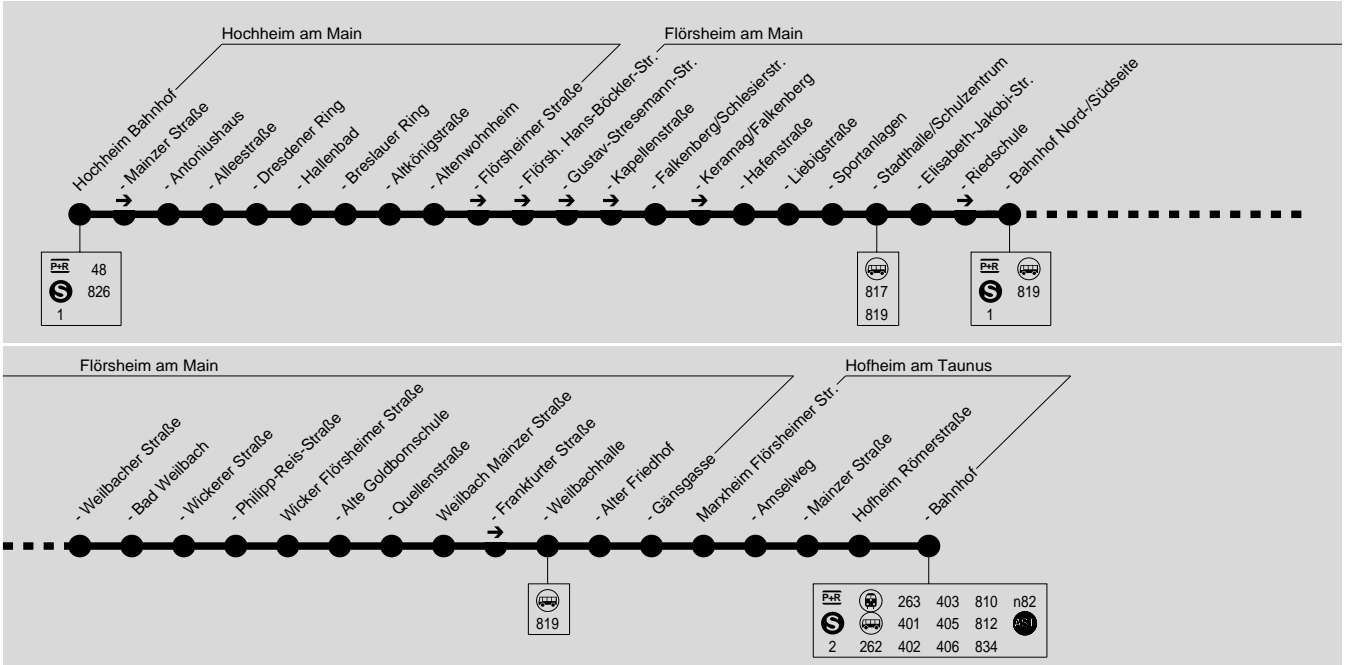 Hochheim am Main
Flörsheim am Main
Hochheim Bahnhof
- Mainzer Straße
- Antoniushaus
- Alleestraße
- Dresdener Ring
- Hallenbad
- Breslauer Ring
- Altkönigstraße
- Altenwohnheim
- Flörsheimer Straße
- Flörsh. Hans-Böckler-Str.
- Gustav-Stresemann-Str.
- Kapellenstraße
- Falkenberg/Schlesierstr.
- Keramag/Falkenberg
- Hafenstraße
- Liebigstraße
- Sportanlagen
- Stadthalle/Schulzentrum
- Elisabeth-Jakobi-Str.
- Riedschule
- Bahnhof Nord-/Südseite
P+R 48
S 826
1
817
819
P+R
S 819
1
Flörsheim am Main
Hofheim am Taunus
- Weilbacher Straße
- Bad Weilbach
- Wickerer Straße
- Philipp-Reis-Straße
Wicker Flörsheimer Straße
- Alte Goldbornschule
- Quellenstraße
Weilbach Mainzer Straße
- Frankfurter Straße
- Weilbachhalle
- Alter Friedhof
- Gänsgasse
Marxheim Flörsheimer Str.
- Amselweg
- Mainzer Straße
Hofheim Römerstraße
- Bahnhof
819
P+R 263 403 810 n82
S 401 405 812 AST
2 262 402 406 834